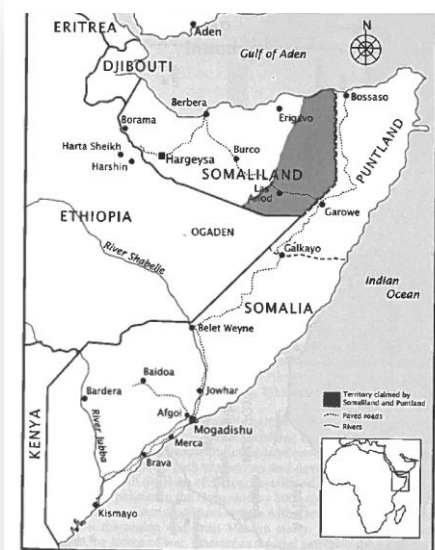 ERITREA
Aden
N
Gulf of Aden
DJIBOUTI
Bossaso
Berbera
Erigavo
Borama
Harta Sheikh
Hargeysa
Burco
Harshin
PUNTLAND
SOMALILAND
Las
Anod
Garowe
ETHIOPIA
OGADEN
Galkayo
River Shabelle
Indian
Ocean
SOMALIA
Belet Weyne
Baidoa
Bardera
Jowhar
Territory claimed by
Somaliland and Puntland
Paved roads
Rivers
Afgoi
Mogadishu
KENYA
River Jubba
Merca
Brava
Kismayo